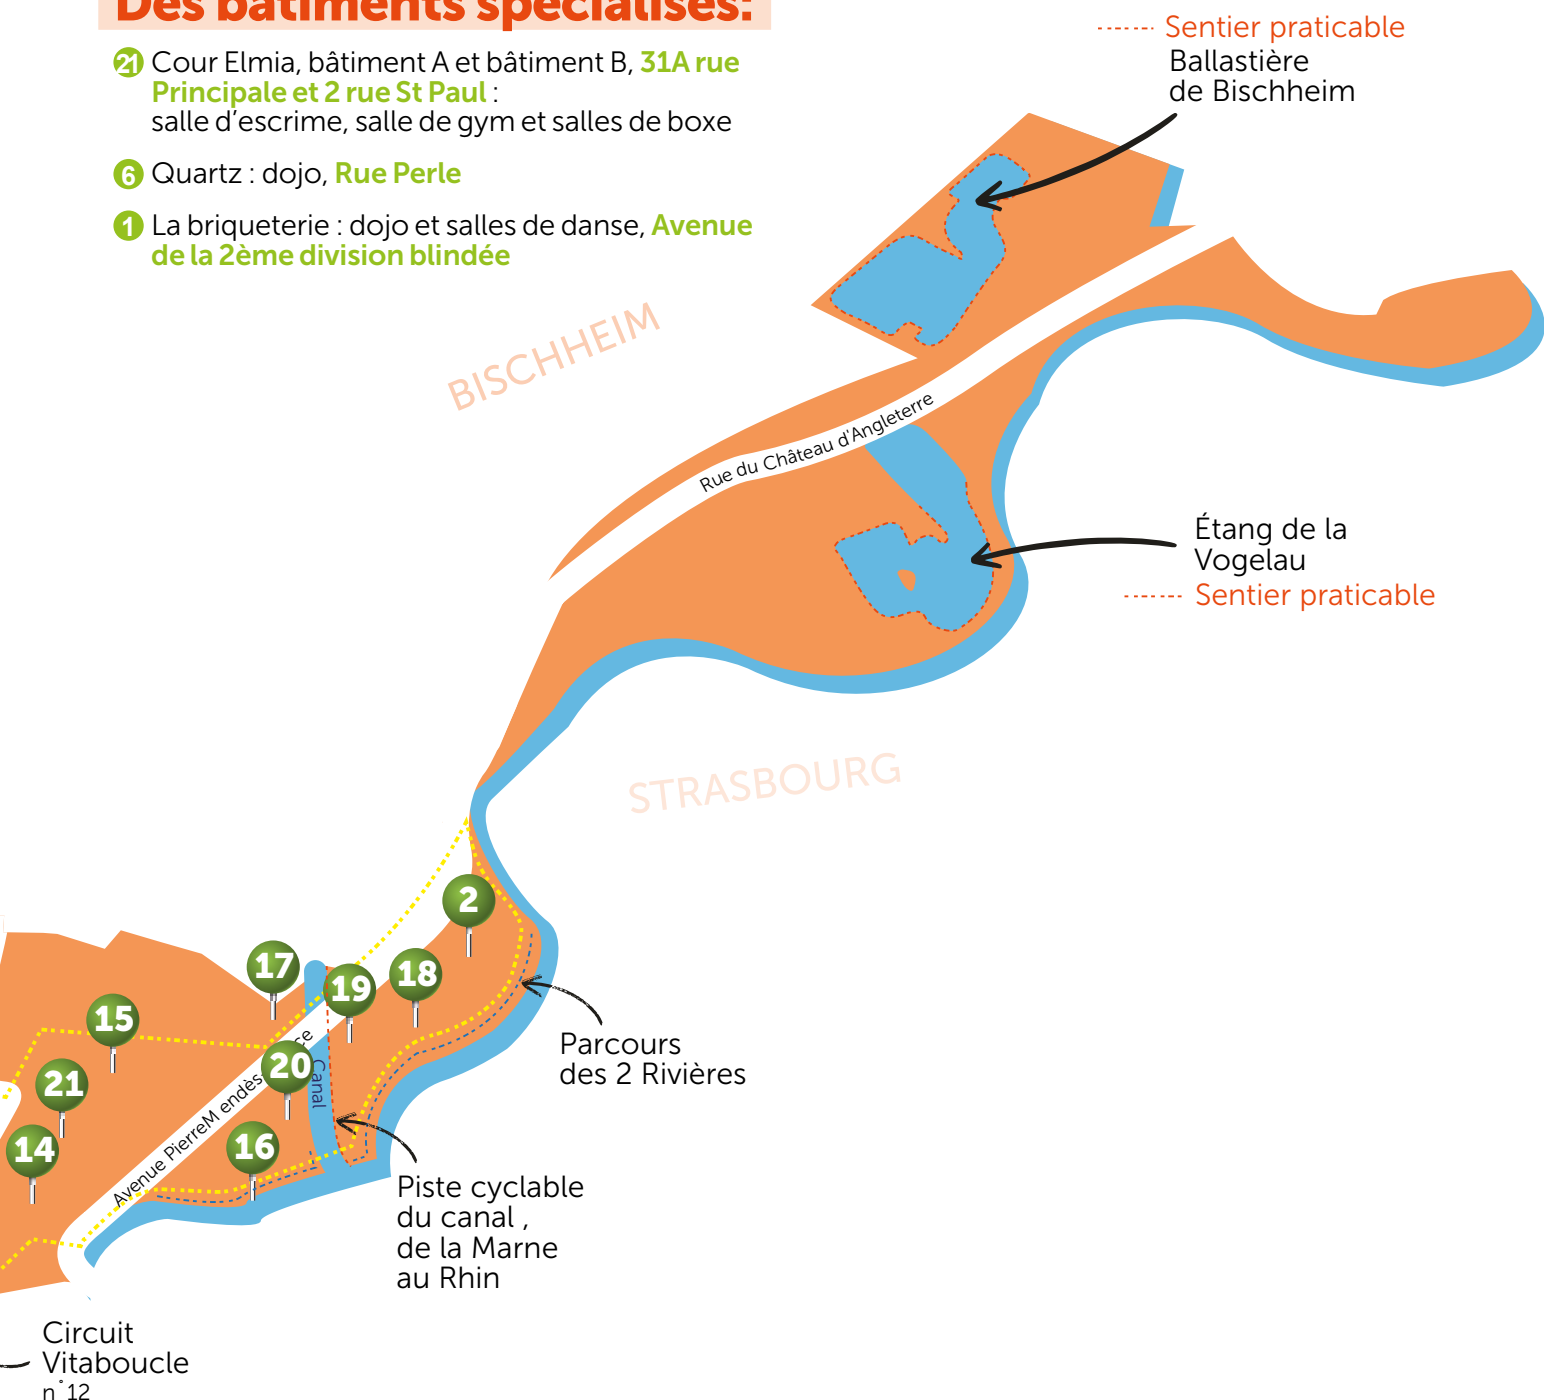 Des bâtiments spécialisés:
21 Cour Elmia, bâtiment A et bâtiment B, 31A rue
Principale et 2 rue St Paul :
salle d'escrime, salle de gym et salles de boxe
6 Quartz : dojo, Rue Perle
1 La briqueterie : dojo et salles de danse, Avenue
de la 2ème division blindée
Sentier praticable
Ballastière
de Bischheim
BISCHHEIM
Rue du Château d'Angleterre
Étang de la
Vogelau
Sentier praticable
STRASBOURG
2
17
19
18
15
20
21
16
14
Canal
Avenue PierreM endès ce
Parcours
des 2 Rivières
Piste cyclable
du canal ,
de la Marne
au Rhin
Circuit
Vitaboucle
n°12